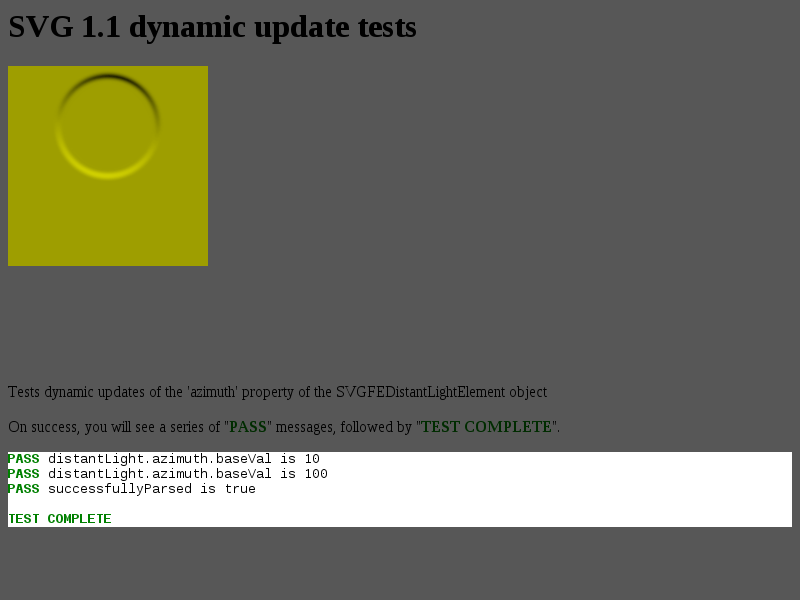 SVG 1.1 dynamic update tests
Tests dynamic updates of the 'azimuth' property of the SVGFEDistantLightElement object
On success, you will see a series of "PASS" messages, followed by "TEST COMPLETE".
PASS distantLight.azimuth.baseVal is 10
PASS distantLight.azimuth.baseVal is 100
PASS successfullyParsed is true
TEST COMPLETE